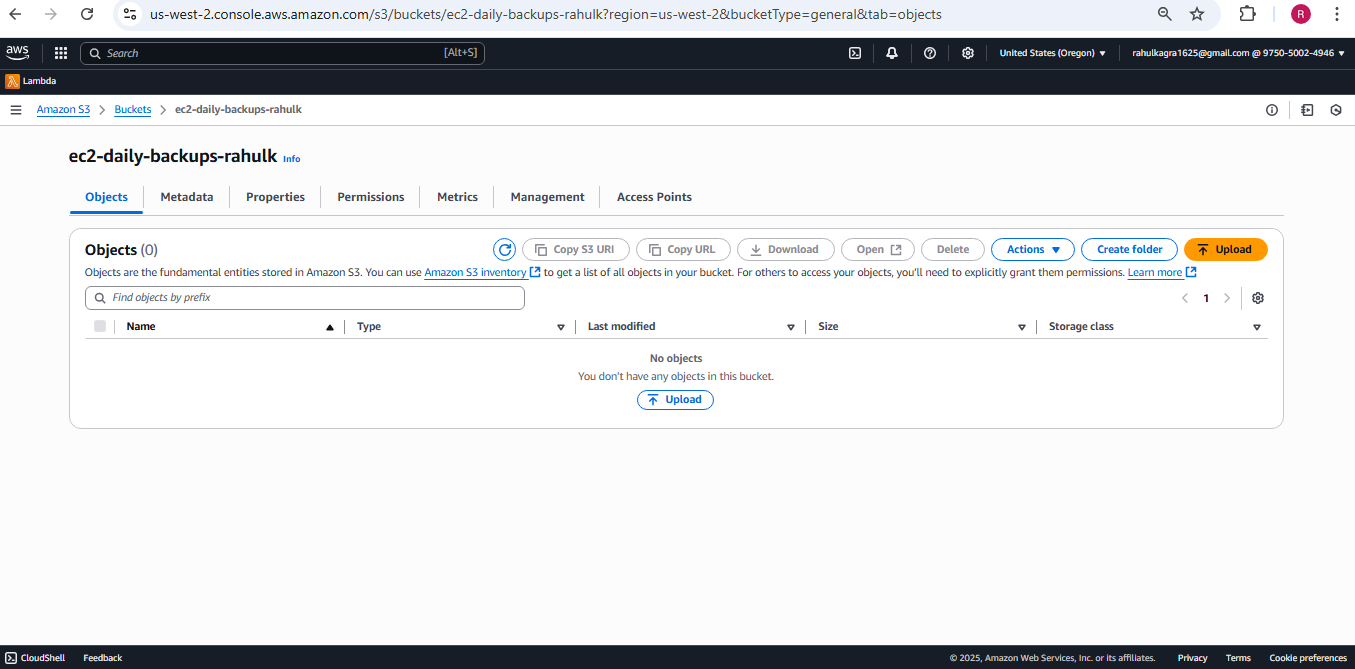 us-west-2.console.aws.amazon.com/s3/buckets/ec2-daily-backups-rahulk?region=us-west-2&bucketType=general&tab=objects
R
aws
Search [Alt+S]
United States (Oregon)
rahulkagra1625@gmail.com @ 9750-5002-4946
Lambda
Amazon S3 > Buckets > ec2-daily-backups-rahulk
ec2-daily-backups-rahulk Info
Objects Metadata Properties Permissions Metrics Management Access Points
Objects (0)
Copy S3 URI Copy URL Download Open Delete Actions Create folder Upload
Objects are the fundamental entities stored in Amazon S3. You can use Amazon S3 inventory to get a list of all objects in your bucket. For others to access your objects, you'll need to explicitly grant them permissions. Learn more
Find objects by prefix
1
Name Type Last modified Size Storage class
No objects
You don't have any objects in this bucket.
Upload
CloudShell Feedback © 2025, Amazon Web Services, Inc. or its affiliates. Privacy Terms Cookie preferences